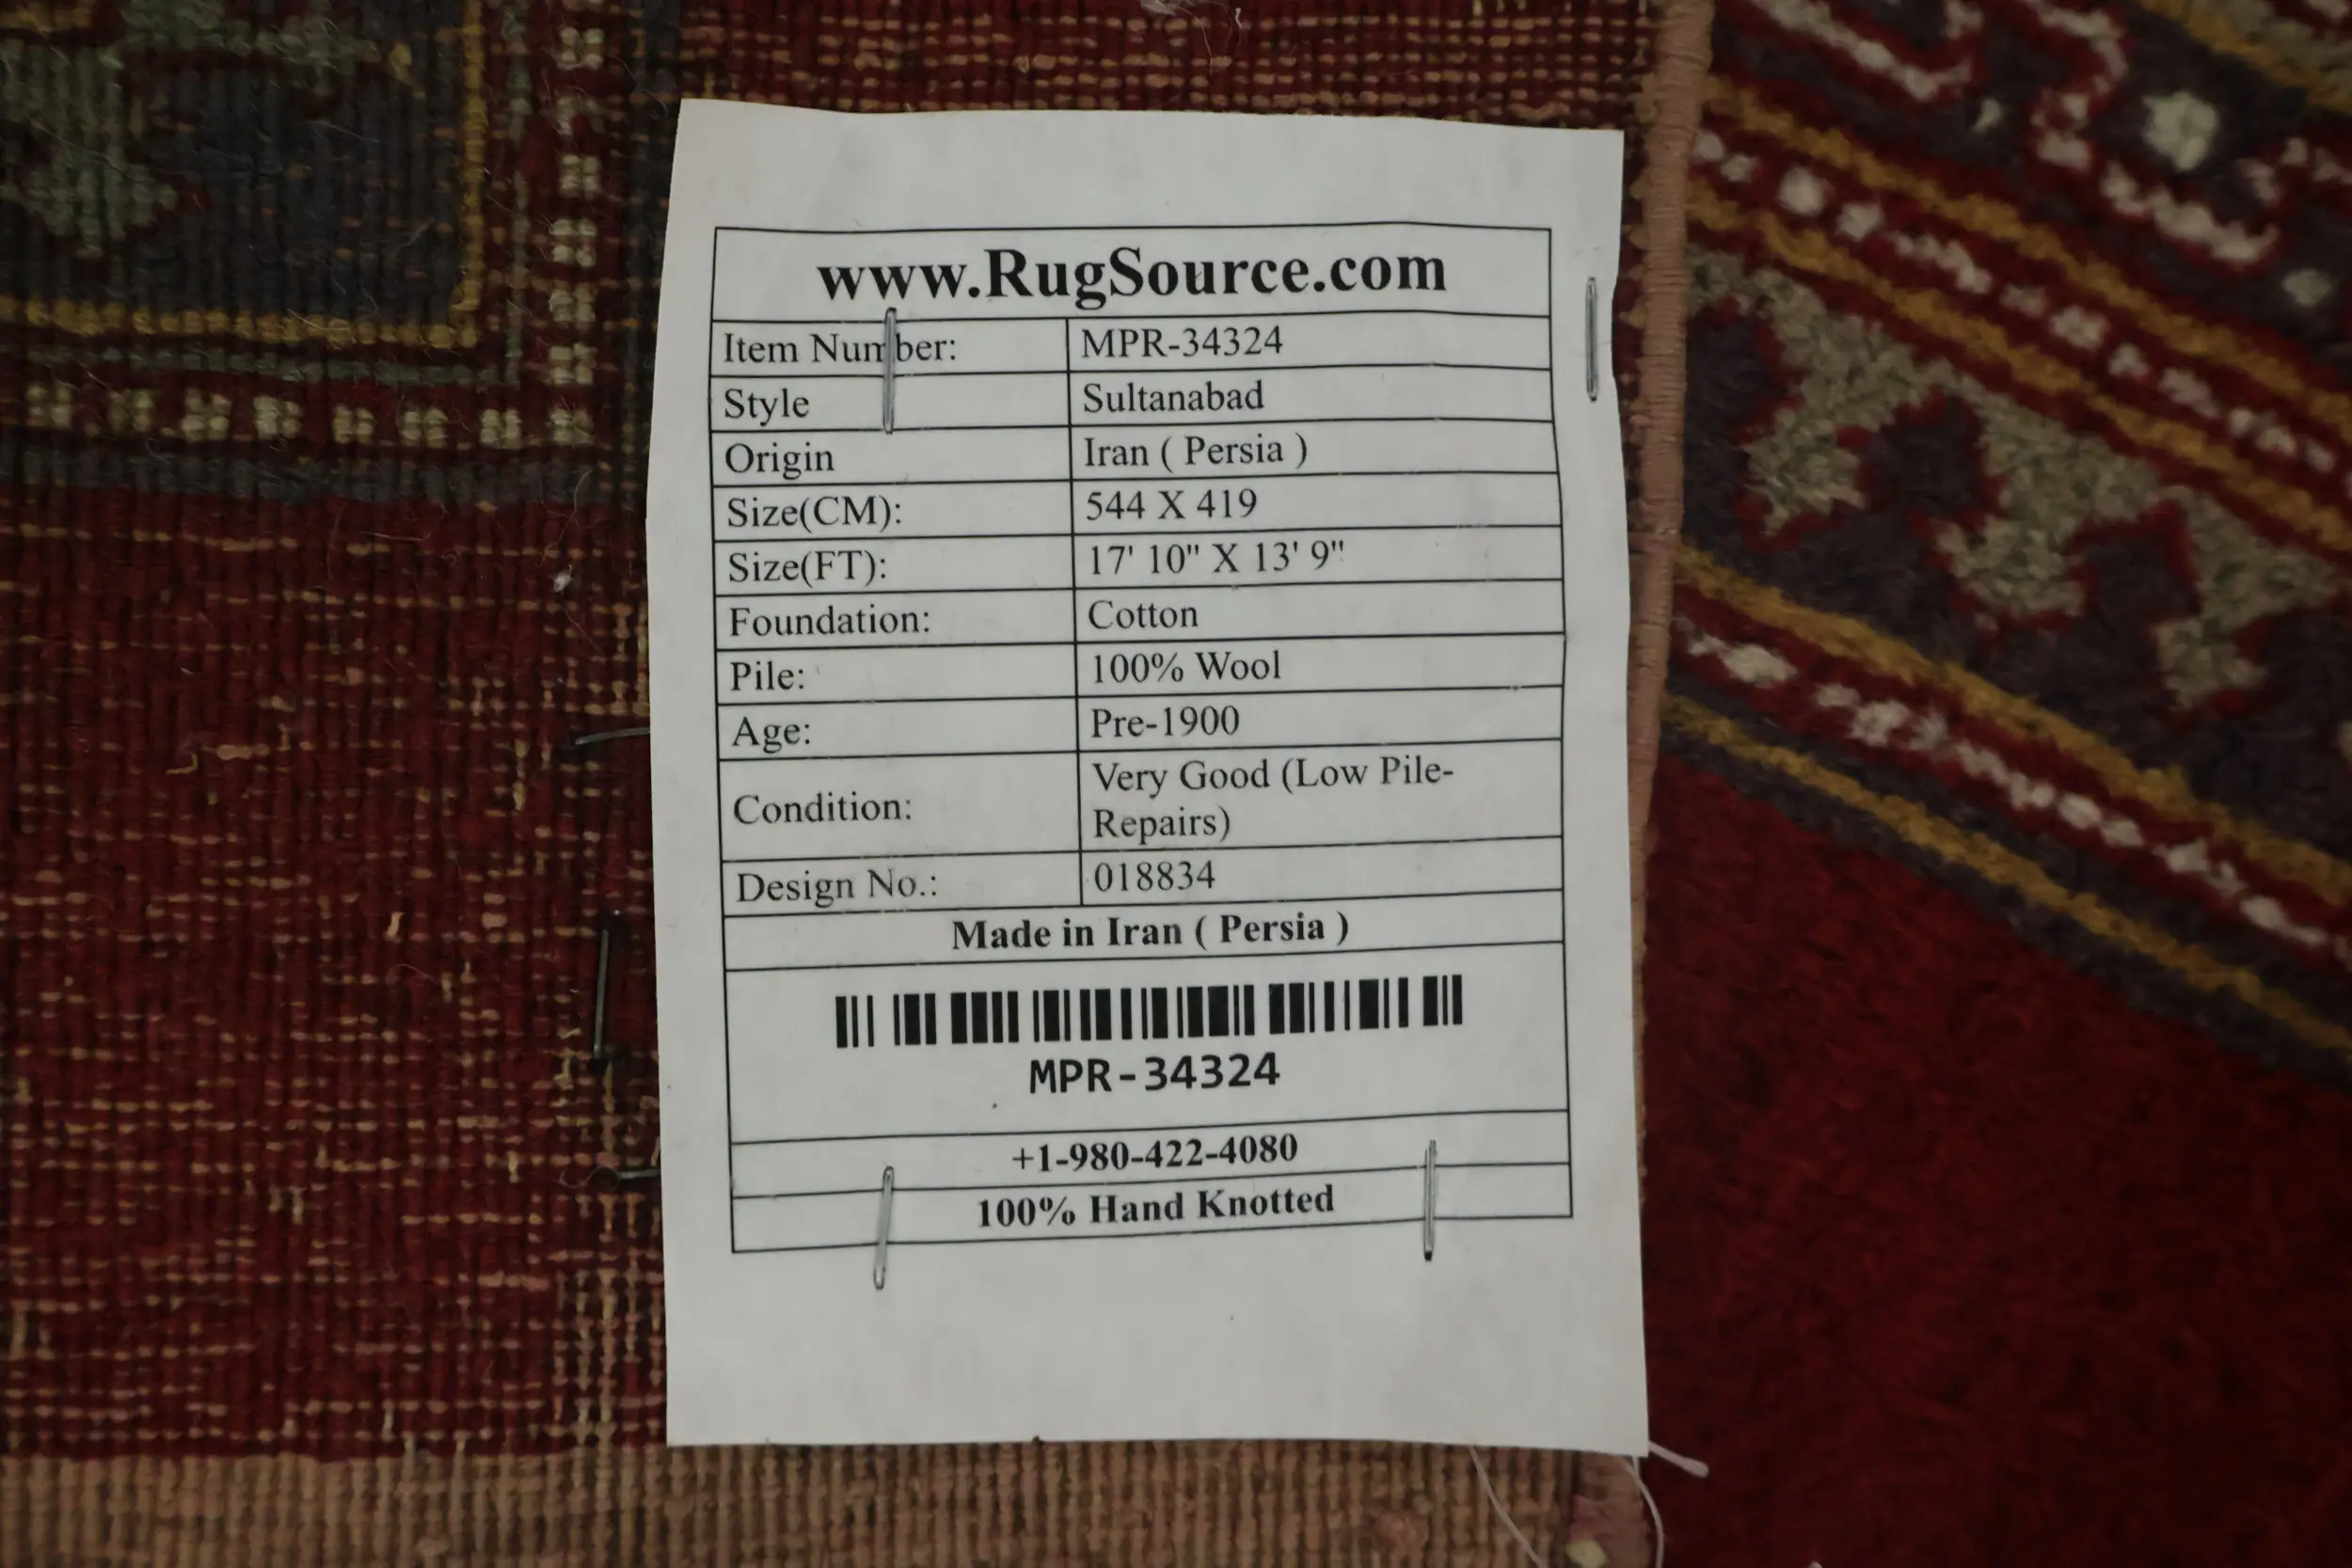 www.RugSource.com
Item Number: MPR-34324
Style Sultanabad
Origin Iran ( Persia )
Size(CM): 544 X 419
Size(FT): 17' 10" X 13' 9"
Foundation: Cotton
Pile: 100% Wool
Age: Pre-1900
Condition: Very Good (Low Pile-
Repairs)
Design No.: 018834
Made in Iran ( Persia )
MPR-34324
+1-980-422-4080
100% Hand Knotted